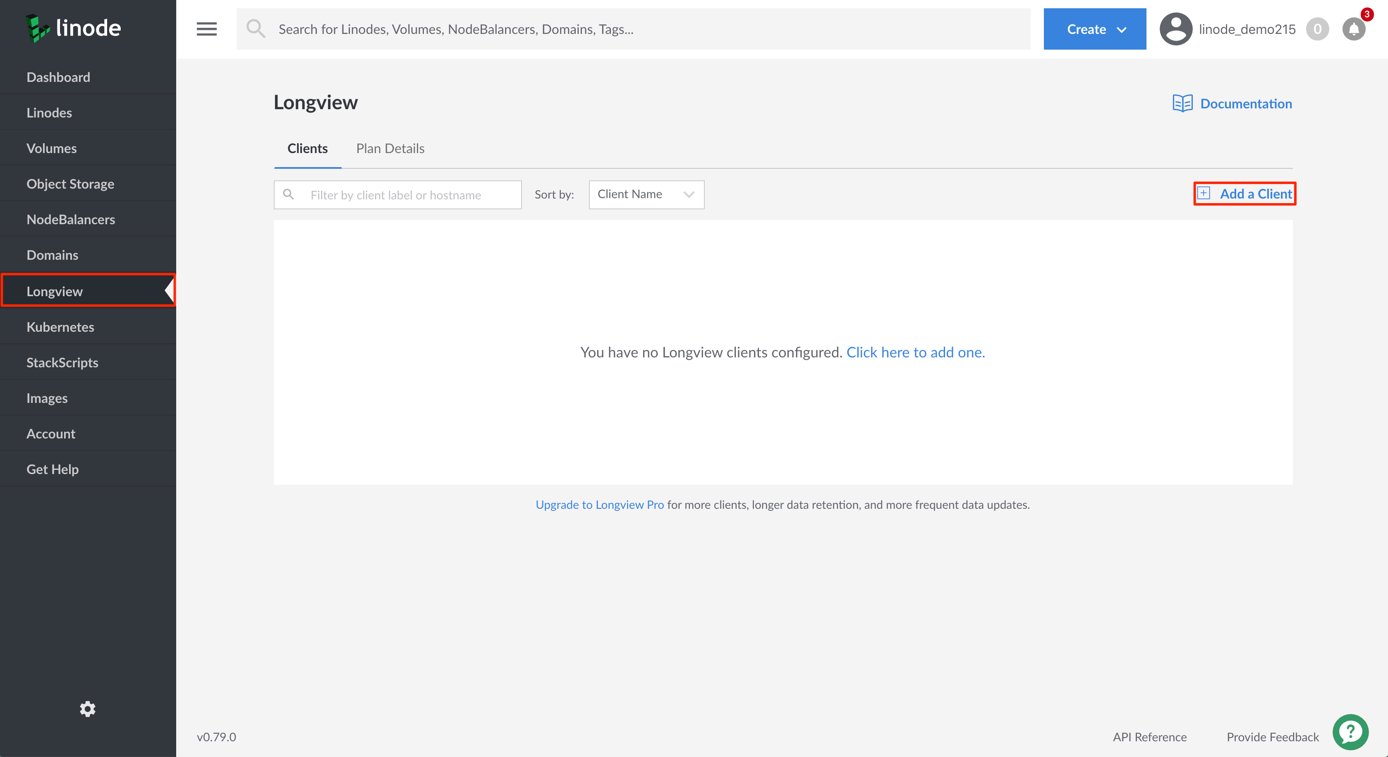 linode
Search for Linodes, Volumes, NodeBalancers, Domains, Tags...
Create
linode_demo215
0
3
Dashboard
Linodes
Volumes
Object Storage
NodeBalancers
Domains
Longview
Kubernetes
StackScripts
Images
Account
Get Help
Longview
Documentation
Clients
Plan Details
Filter by client label or hostname
Sort by:
Client Name
Add a Client
You have no Longview clients configured. Click here to add one.
Upgrade to Longview Pro for more clients, longer data retention, and more frequent data updates.
v0.79.0
API Reference
Provide Feedback
?